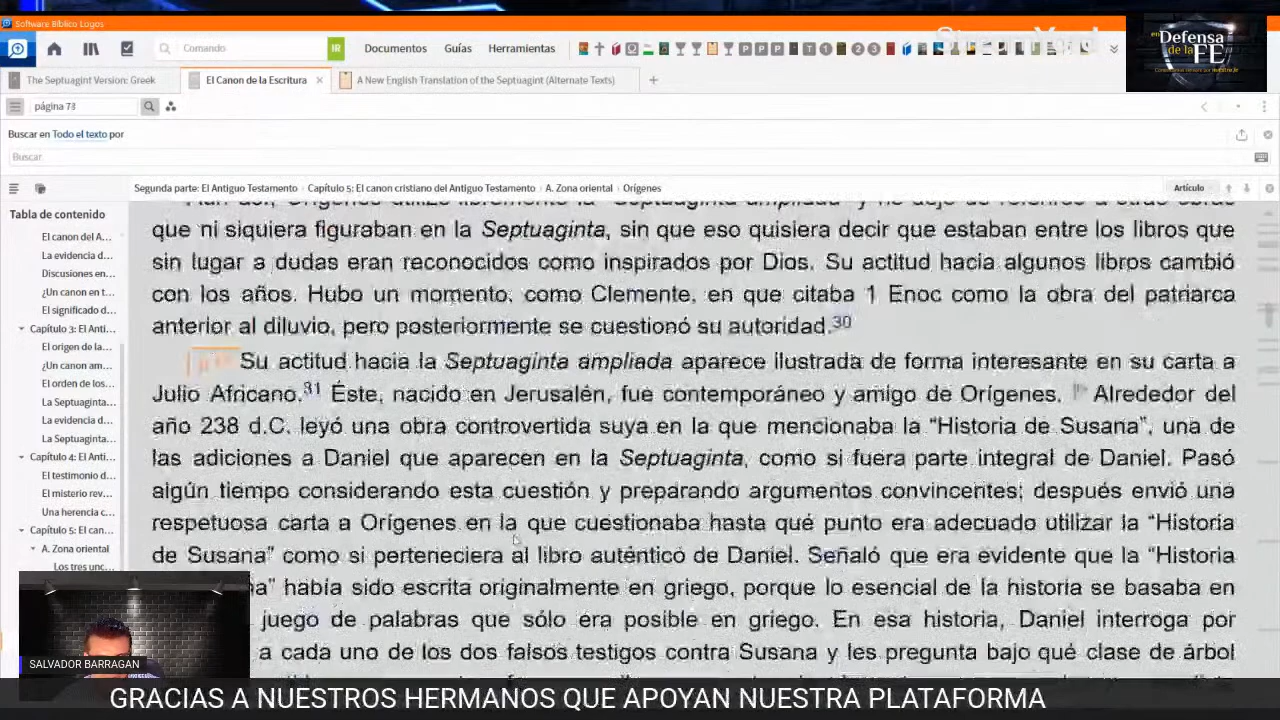 Software Bíblico Logos
Comando
IR
Documentos
Guías
Herramientas
en Defensa
de la FE
The Septuagint Version: Greek
El Canon de la Escritura
A New English Translation of the Septuagint (Alternate Texts)
página 73
Buscar en Todo el texto por
Buscar
Segunda parte: El Antiguo Testamento › Capítulo 5: El canon cristiano del Antiguo Testamento › A. Zona oriental › Orígenes
Artículo
Tabla de contenido
El canon del A...
La evidencia d...
Discusiones en...
¿Un canon en t...
El significado d...
Capítulo 3: El Anti...
El origen de la...
¿Un canon am...
El orden de los...
La Septuaginta...
La evidencia d...
La Septuaginta...
Capítulo 4: El Anti...
El testimonio d...
El misterio rev...
Una herencia c...
Capítulo 5: El can...
A. Zona oriental
Los tres unc...
que ni siquiera figuraban en la Septuaginta, sin que eso quisiera decir que estaban entre los libros que
sin lugar a dudas eran reconocidos como inspirados por Dios. Su actitud hacia algunos libros cambió
con los años. Hubo un momento, como Clemente, en que citaba 1 Enoc como la obra del patriarca
anterior al diluvio, pero posteriormente se cuestionó su autoridad.30
Su actitud hacia la Septuaginta ampliada aparece ilustrada de forma interesante en su carta a
Julio Africano.31 Éste, nacido en Jerusalén, fue contemporáneo y amigo de Orígenes. Alrededor del
año 238 d.C. leyó una obra controvertida suya en la que mencionaba la “Historia de Susana”, una de
las adiciones a Daniel que aparecen en la Septuaginta, como si fuera parte integral de Daniel. Pasó
algún tiempo considerando esta cuestión y preparando argumentos convincentes; después envió una
respetuosa carta a Orígenes en la que cuestionaba hasta qué punto era adecuado utilizar la “Historia
de Susana” como si perteneciera al libro auténtico de Daniel. Señaló que era evidente que la “Historia
había sido escrita originalmente en griego, porque lo esencial de la historia se basaba en
juego de palabras que sólo era posible en griego. En esa historia, Daniel interroga por
a cada uno de los dos falsos testigos contra Susana y les pregunta bajo qué clase de árbol
SALVADOR BARRAGAN
GRACIAS A NUESTROS HERMANOS QUE APOYAN NUESTRA PLATAFORMA